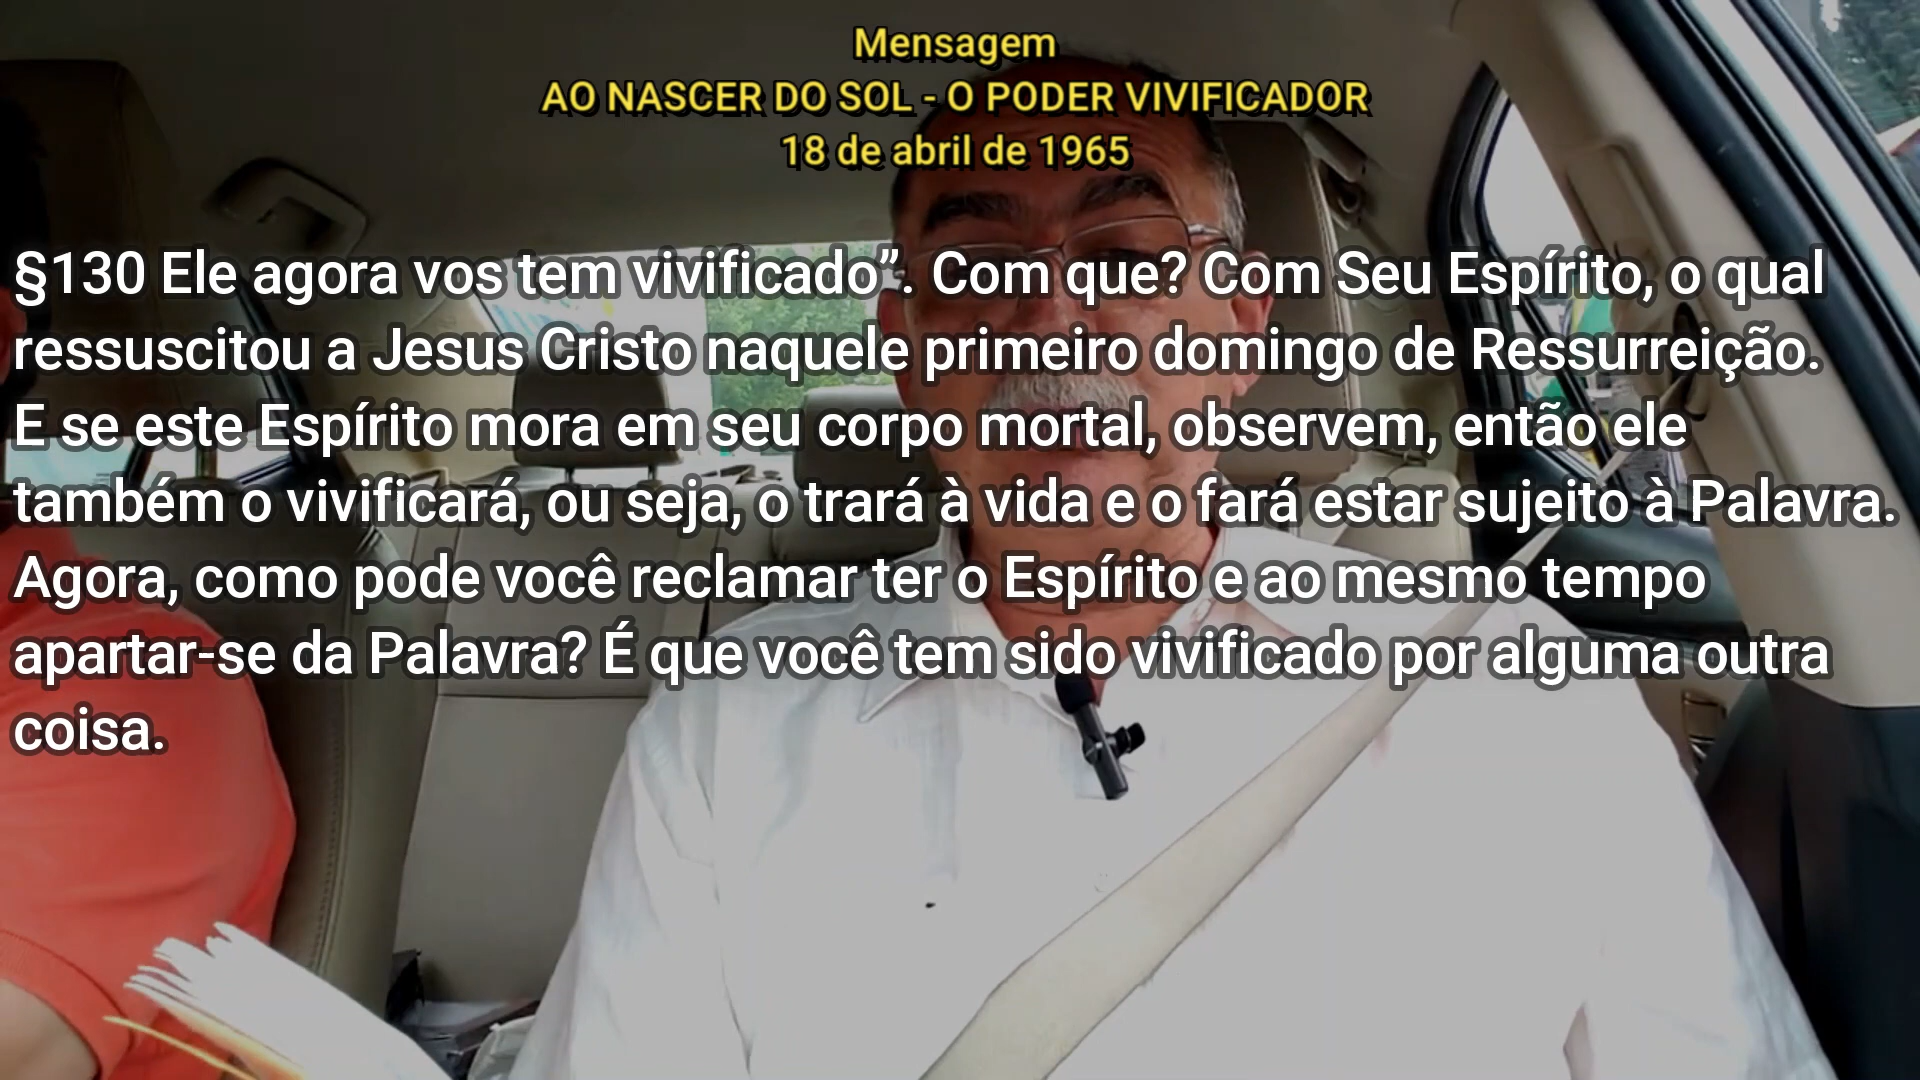 Mensagem
AO NASCER DO SOL - O PODER VIVIFICADOR
18 de abril de 1965
§130 Ele agora vos tem vivificado”. Com que? Com Seu Espírito, o qual
ressuscitou a Jesus Cristo naquele primeiro domingo de Ressurreição.
E se este Espírito mora em seu corpo mortal, observem, então ele
também o vivificará, ou seja, o trará à vida e o fará estar sujeito à Palavra.
Agora, como pode você reclamar ter o Espírito e ao mesmo tempo
apartar-se da Palavra? É que você tem sido vivificado por alguma outra
coisa.